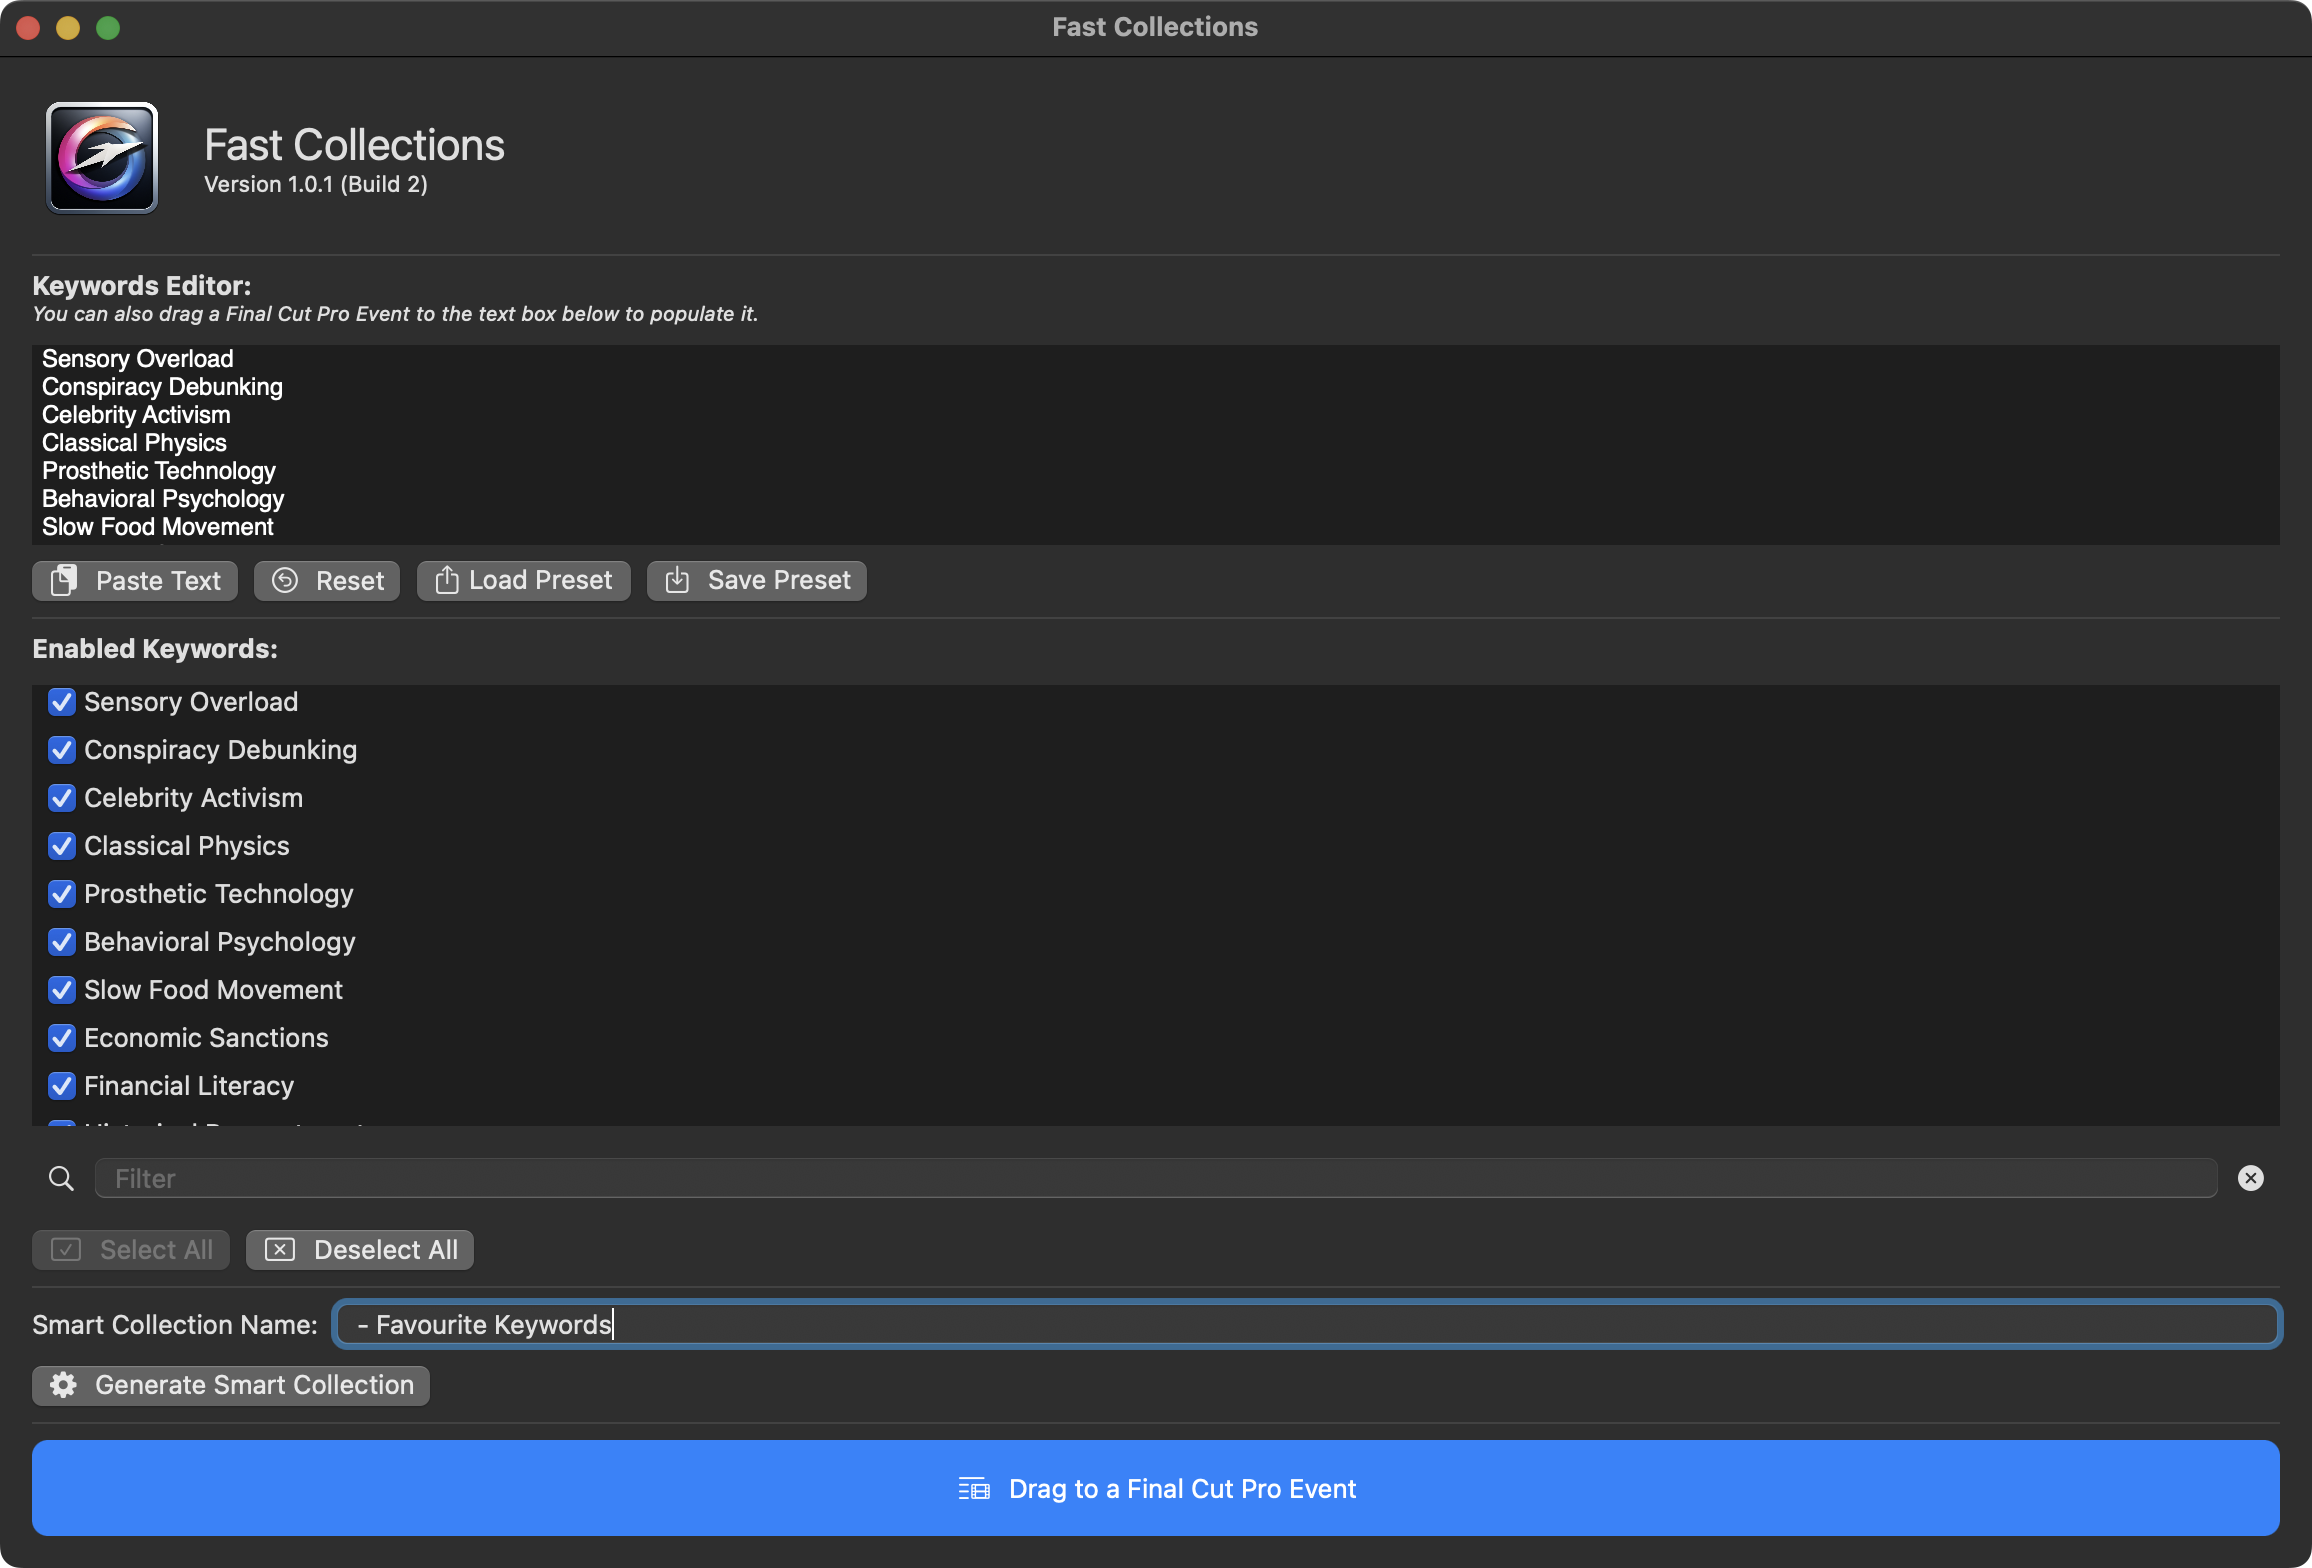 Fast Collections
Fast Collections
Version 1.0.1 (Build 2)
Keywords Editor:
You can also drag a Final Cut Pro Event to the text box below to populate it.
Sensory Overload
Conspiracy Debunking
Celebrity Activism
Classical Physics
Prosthetic Technology
Behavioral Psychology
Slow Food Movement
Paste Text Reset Load Preset Save Preset
Enabled Keywords:
Sensory Overload
Conspiracy Debunking
Celebrity Activism
Classical Physics
Prosthetic Technology
Behavioral Psychology
Slow Food Movement
Economic Sanctions
Financial Literacy
Filter
Select All Deselect All
Smart Collection Name: - Favourite Keywords
Generate Smart Collection
Drag to a Final Cut Pro Event